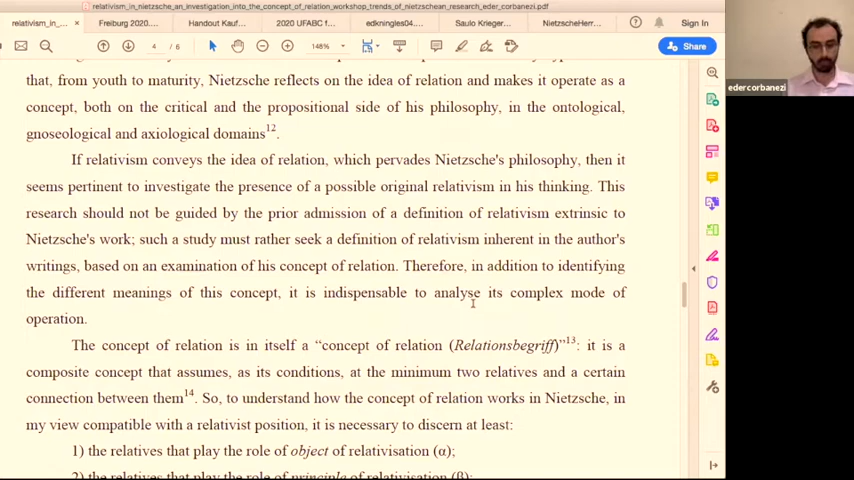 relativism_in_nietzsche_an_investigation_into_the_concept_of_relation_workshop_trends_of_nietzschean_research_eder_corbanezi.pdf
relativism_in_... × Freiburg 2020.... Handout Kauf... 2020 UFABC f... edkningles04.... Saulo Krieger... NietzscheHerr... Sign In
4 / 6 148% Share
that, from youth to maturity, Nietzsche reflects on the idea of relation and makes it operate as a
edercorbanezi
concept, both on the critical and the propositional side of his philosophy, in the ontological,
gnoseological and axiological domains12.
If relativism conveys the idea of relation, which pervades Nietzsche's philosophy, then it
seems pertinent to investigate the presence of a possible original relativism in his thinking. This
research should not be guided by the prior admission of a definition of relativism extrinsic to
Nietzsche's work; such a study must rather seek a definition of relativism inherent in the author's
writings, based on an examination of his concept of relation. Therefore, in addition to identifying
the different meanings of this concept, it is indispensable to analyse its complex mode of
operation.
The concept of relation is in itself a “concept of relation (Relationsbegriff)”13: it is a
composite concept that assumes, as its conditions, at the minimum two relatives and a certain
connection between them14. So, to understand how the concept of relation works in Nietzsche, in
my view compatible with a relativist position, it is necessary to discern at least:
1) the relatives that play the role of object of relativisation (α);
2) the relatives that play the role of principle of relativisation (β);